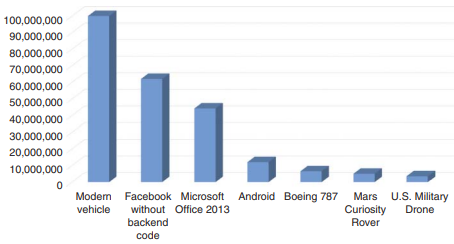 100,000,000
90,000,000
80,000,000
70,000,000
60,000,000
50,000,000
40,000,000
30,000,000
20,000,000
10,000,000
0
Modern
vehicle
Facebook
without
backend
code
Microsoft
Office 2013
Android
Boeing 787
Mars
Curiosity
Rover
U.S. Military
Drone